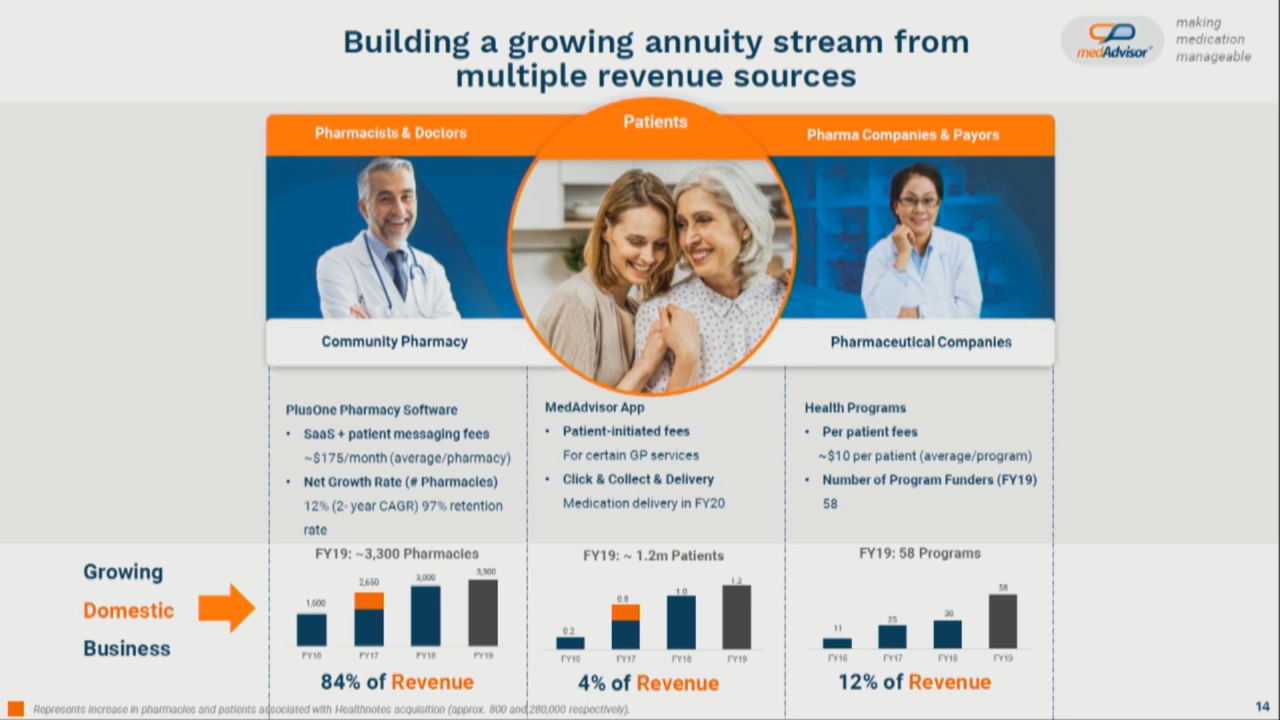 Building a growing annuity stream from
multiple revenue sources
medAdvisor
making
medication
manageable
Pharmacists & Doctors
Patients
Pharma Companies & Payors
Community Pharmacy
Pharmaceutical Companies
PlusOne Pharmacy Software
• SaaS + patient messaging fees
~$175/month (average/pharmacy)
• Net Growth Rate (# Pharmacies)
12% (2- year CAGR) 97% retention
rate
MedAdvisor App
• Patient-initiated fees
For certain GP services
• Click & Collect & Delivery
Medication delivery in FY20
Health Programs
• Per patient fees
~$10 per patient (average/program)
• Number of Program Funders (FY19)
58
Growing
Domestic
Business
FY19: ~3,300 Pharmacies
1,600
2,650
3,000
3,300
FY16
FY17
FY18
FY19
84% of Revenue
FY19: ~ 1.2m Patients
0.2
0.8
1.0
1.2
FY16
FY17
FY18
FY19
4% of Revenue
FY19: 58 Programs
11
25
30
58
FY16
FY17
FY18
FY19
12% of Revenue
Represents increase in pharmacies and patients associated with Healthnotes acquisition (approx. 800 and 280,000 respectively).
14